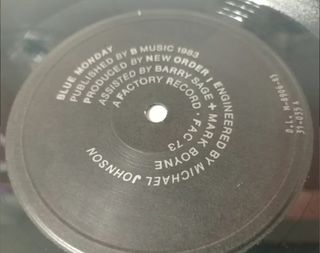 BLUE MONDAY
PUBLISHED BY B MUSIC 1983
PRODUCED BY NEW ORDER / ENGINEERED BY MICHAEL JOHNSON
ASSISTED BY BARRY SAGE + MARK BOYNE
A FACTORY RECORD · FAC 73
D.L.